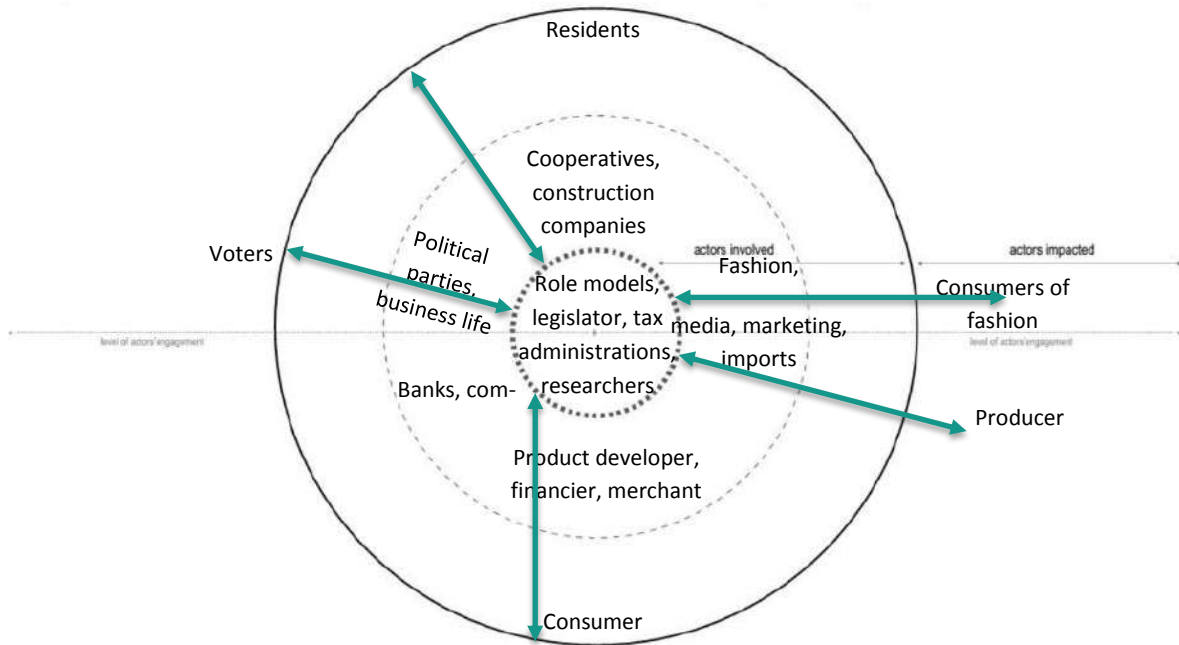 Residents
Cooperatives,
construction
companies
Voters
Political
parties,
business life
actors involved
actors impacted
Fashion,
Role models,
legislator, tax
administrations,
researchers
Consumers of
fashion
media, marketing,
imports
level of actors' engagement
level of actors' engagement
Banks, com-
Producer
Product developer,
financier, merchant
Consumer